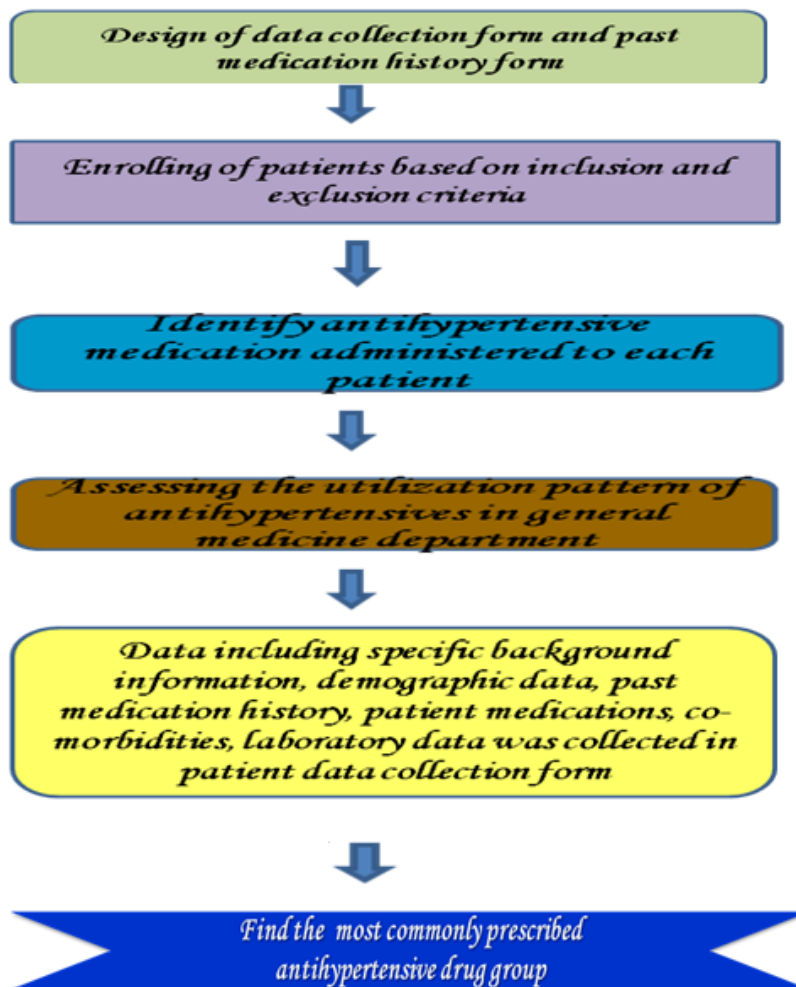 Design of data collection form and past
medication history form
Enrolling of patients based on inclusion and
exclusion criteria
Identify antihypertensive
medication administered to each
patient
Assessing the utilization pattern of
antihypertensives in general
medicine department
Data including specific background
information, demographic data, past
medication history, patient medications, co-
morbidities, laboratory data was collected in
patient data collection form
Find the most commonly prescribed
antihypertensive drug group